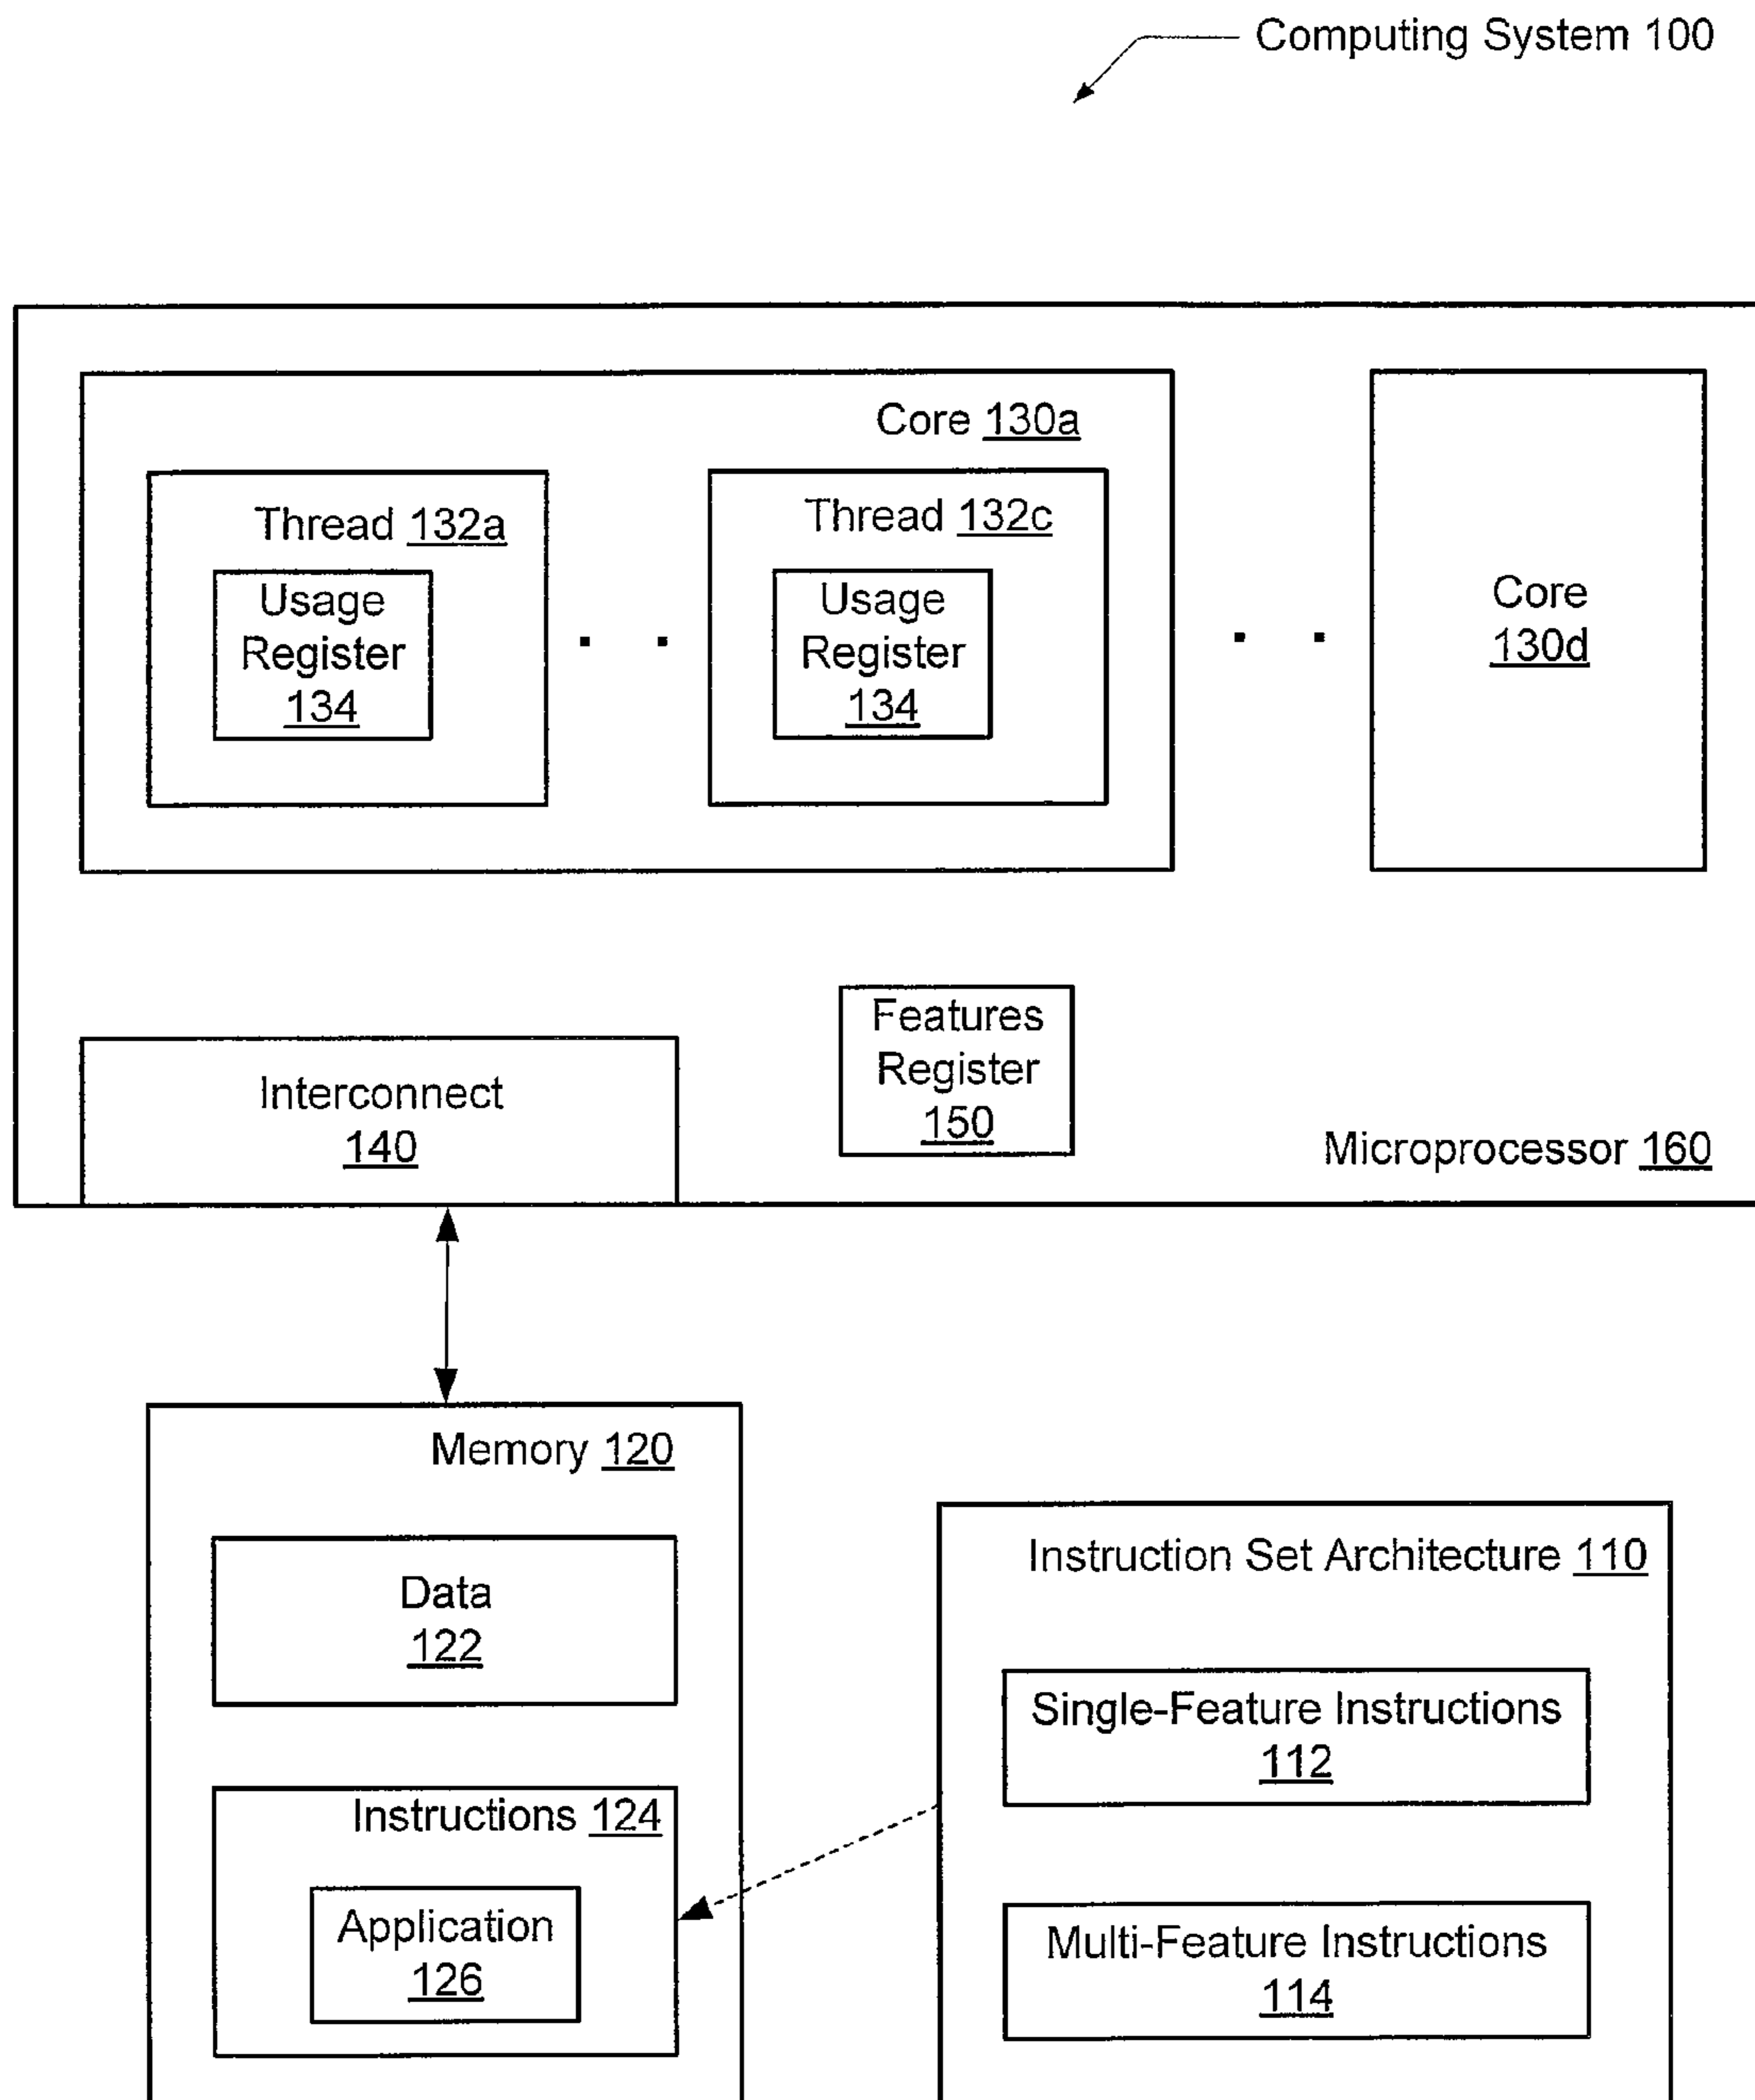 Computing System 100
Core 130a
Thread 132a
Usage
Register
134
Thread 132c
Usage
Register
134
Core
130d
Features
Register
150
Interconnect
140
Microprocessor 160
Memory 120
Data
122
Instructions 124
Application
126
Instruction Set Architecture 110
Single-Feature Instructions
112
Multi-Feature Instructions
114